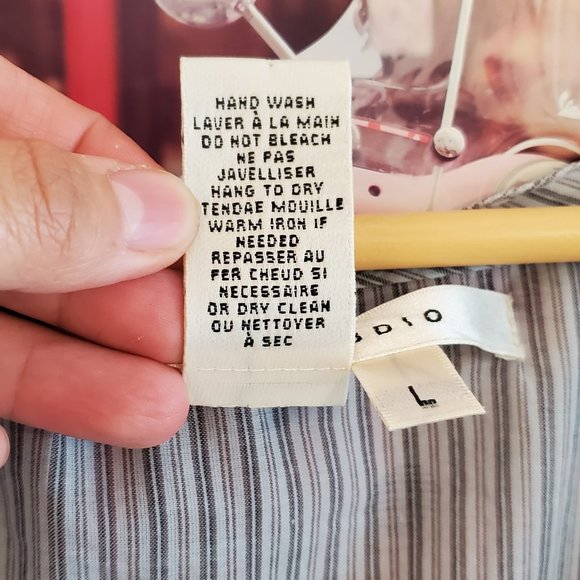 HAND WASH
LAVER À LA MAIN
DO NOT BLEACH
NE PAS
JAVELLISER
HANG TO DRY
TENDAE MOUILLE
WARM IRON IF
NEEDED
REPASSER AU
FER CHEUD SI
NECESSAIRE
OR DRY CLEAN
OU NETTOYER
À SEC
DIO
L